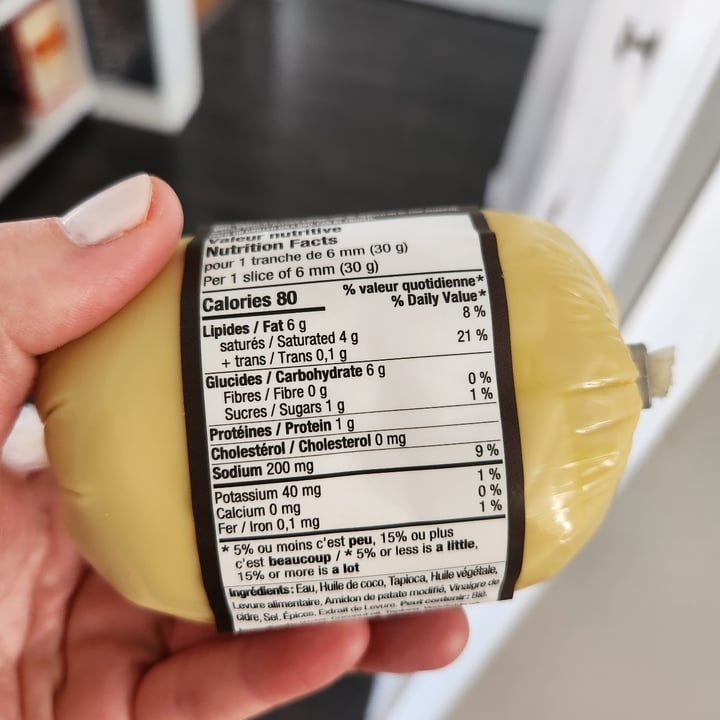 Valeur nutritive
Nutrition Facts
pour 1 tranche de 6 mm (30 g)
Per 1 slice of 6 mm (30 g)
Calories 80
% valeur quotidienne*
% Daily Value*
Lipides / Fat 6 g 8 %
saturés / Saturated 4 g
+ trans / Trans 0,1 g 21 %
Glucides / Carbohydrate 6 g
Fibres / Fibre 0 g 0 %
Sucres / Sugars 1 g 1 %
Protéines / Protein 1 g
Cholestérol / Cholesterol 0 mg
Sodium 200 mg 9 %
Potassium 40 mg 1 %
Calcium 0 mg 0 %
Fer / Iron 0,1 mg 1 %
* 5% ou moins c'est peu, 15% ou plus
c'est beaucoup / * 5% or less is a little,
15% or more is a lot
Ingrédients: Eau, Huile de coco, Tapioca, Huile végétale,
Levure alimentaire, Amidon de patate modifié, Vinaigre de
cidre, Sel, Épices, Extrait de Levure. Peut contenir: Blé.